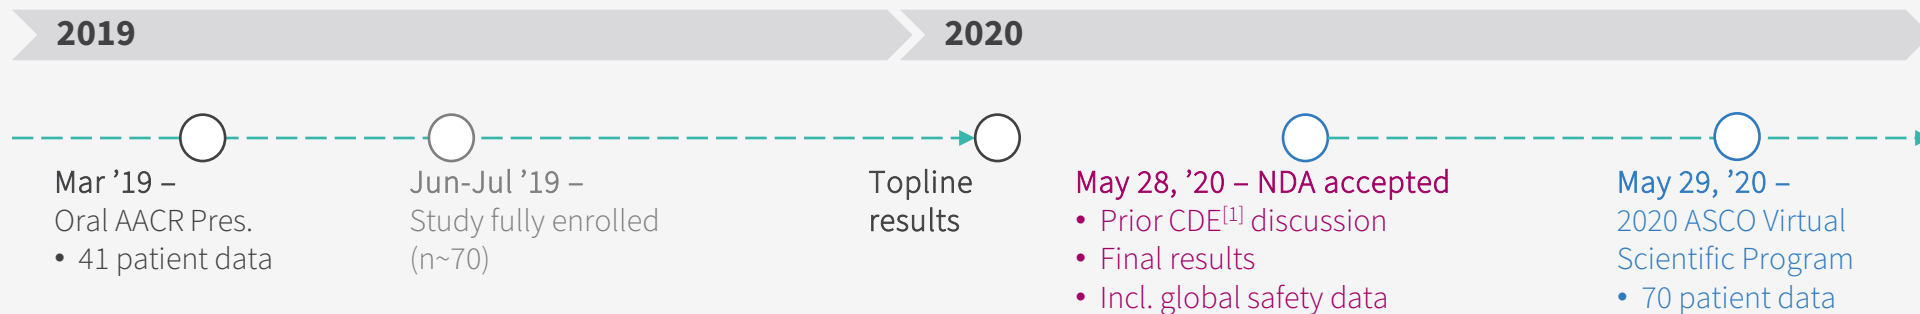 2019
2020
Mar ’19 –
Oral AACR Pres.
• 41 patient data
Jun-Jul ’19 –
Study fully enrolled
(n~70)
Topline
results
May 28, ’20 – NDA accepted
• Prior CDE[1] discussion
• Final results
• Incl. global safety data
May 29, ’20 –
2020 ASCO Virtual
Scientific Program
• 70 patient data